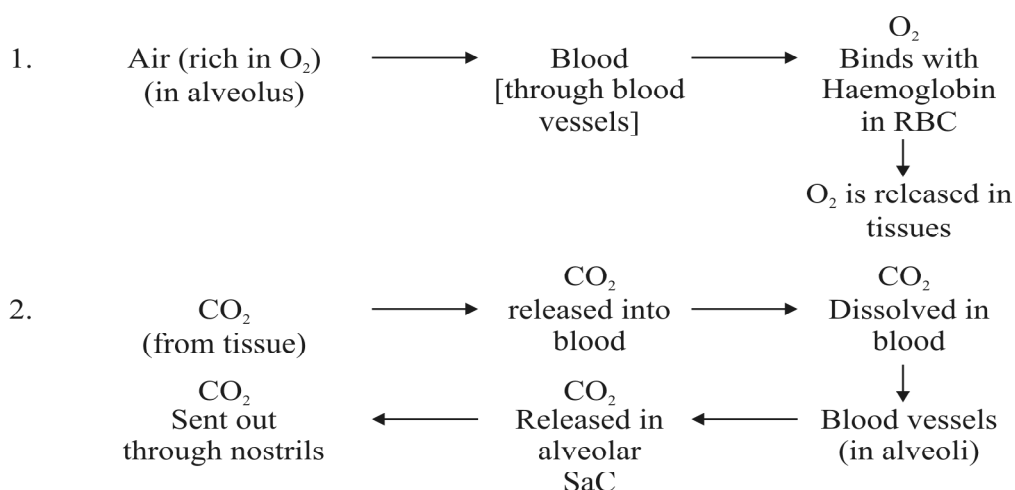 1. Air (rich in O₂)
(in alveolus)
Blood
[through blood
vessels]
O₂
Binds with
Haemoglobin
in RBC
O₂ is released in
tissues
2. CO₂
(from tissue)
CO₂
released into
blood
CO₂
Dissolved in
blood
Blood vessels
(in alveoli)
CO₂
Released in
alveolar
SaC
CO₂
Sent out
through nostrils